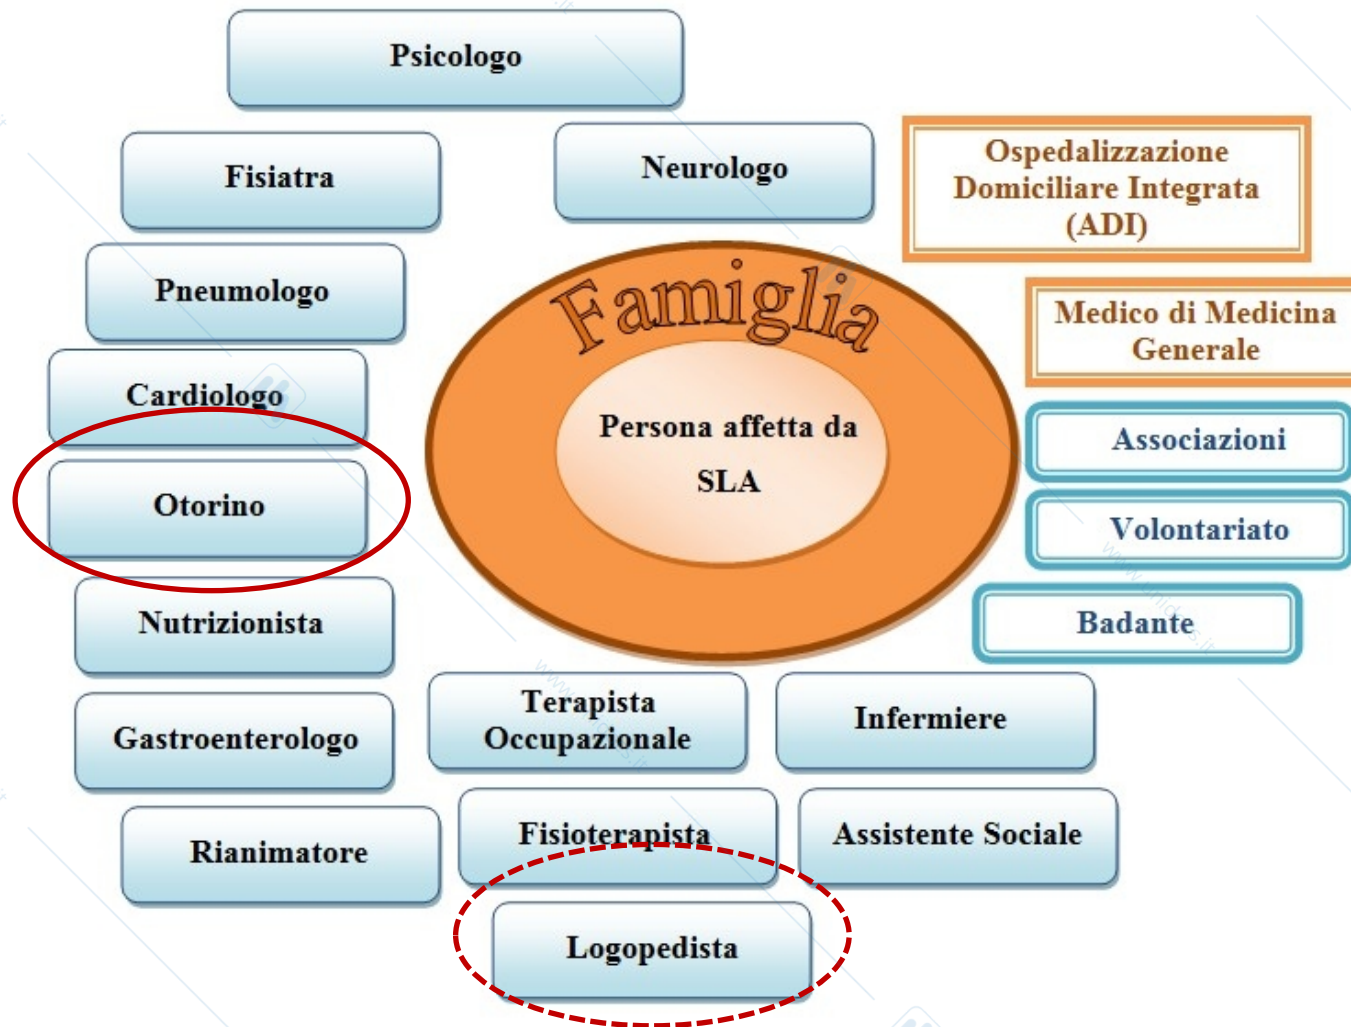 Psicologo
Fisiatra
Neurologo
Ospedalizzazione
Domiciliare Integrata
(ADI)
Pneumologo
Famiglia
Medico di Medicina
Generale
Cardiologo
Persona affetta da
SLA
Associazioni
Otorino
Volontariato
Nutrizionista
Badante
Terapista
Occupazionale
Infermiere
Gastroenterologo
Fisioterapista
Assistente Sociale
Rianimatore
Logopedista